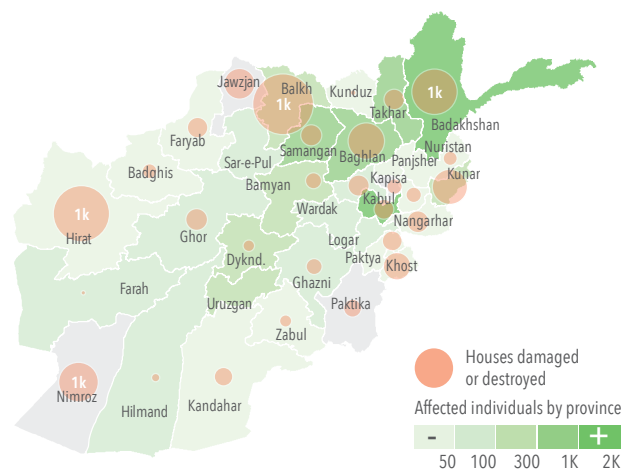 Jawzjan
Balkh
Kunduz
1k
1k
Takhar
Badakhshan
Faryab
Samangan
Baghlan
Nuristan
Sar-e-Pul
Panjsher
Badghis
Kapisa
Kunar
Bamyan
Kabul
1k
Wardak
Nangarhar
Hirat
Ghor
Logar
Dyknd.
Paktya
Khost
Farah
Ghazni
Uruzgan
Paktika
Zabul
1k
Nimroz
Hilmand
Kandahar
Houses damaged
or destroyed
Affected individuals by province
- +
50 100 300 1K 2K